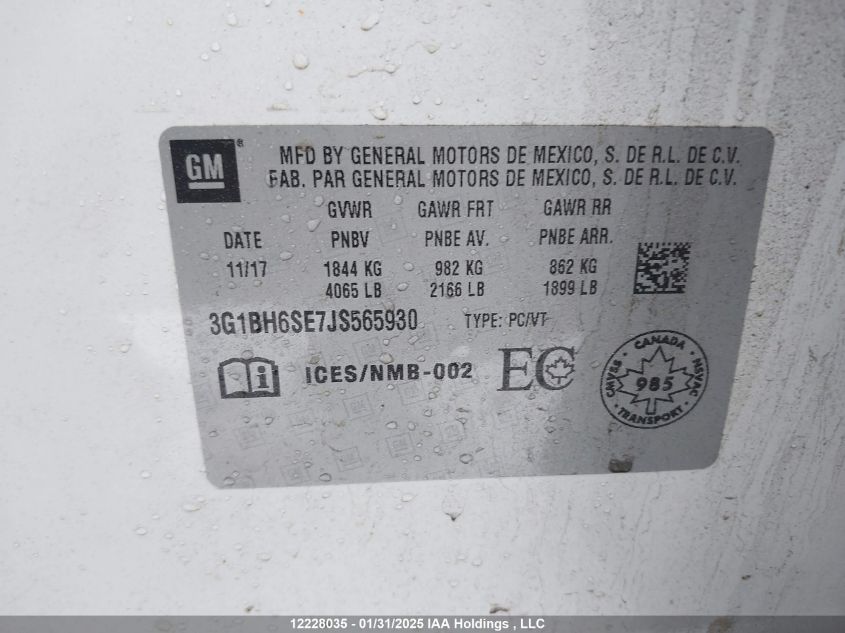 GM ®
MFD BY GENERAL MOTORS DE MEXICO, S. DE R.L. DE C.V.
FAB. PAR GENERAL MOTORS DE MEXICO, S. DE R.L. DE C.V.
GVWR GAWR FRT GAWR RR
DATE PNBV PNBE AV. PNBE ARR.
11/17 1844 KG 982 KG 862 KG
4065 LB 2166 LB 1899 LB
3G1BH6SE7JS565930 TYPE: PC/VT
i ICES/NMB-002 EC
CANADA
CMVSS 985 NSVAC
TRANSPORT
12228035 - 01/31/2025 IAA Holdings , LLC